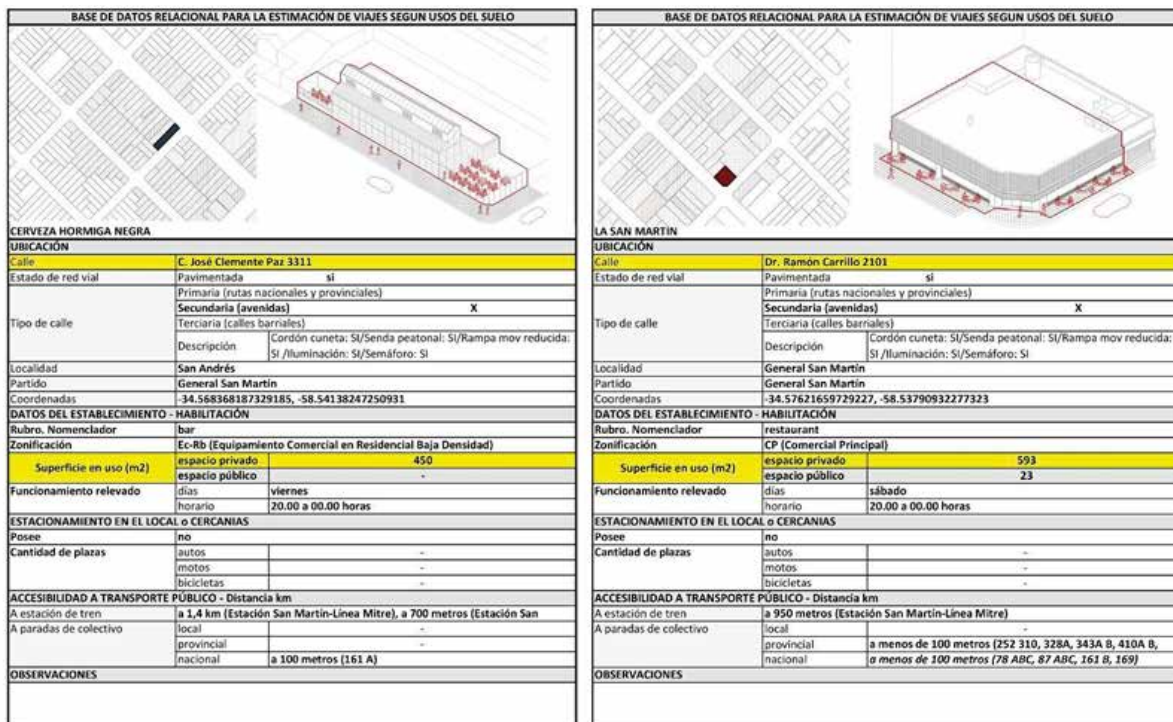 BASE DE DATOS RELACIONAL PARA LA ESTIMACIÓN DE VIAJES SEGUN USOS DEL SUELO
CERVEZA HORMIGA NEGRA
UBICACIÓN
Calle C. José Clemente Paz 3311
Estado de red vial Pavimentada si
Tipo de calle
Primaria (rutas nacionales y provinciales)
Secundaria (avenidas) X
Terciaria (calles barriales)
Descripción
Cordón cuneta: SI/Senda peatonal: SI/Rampa mov reducida:
SI /Iluminación: SI/Semáforo: SI
Localidad San Andrés
Partido General San Martín
Coordenadas -34.568368187329185, -58.54138247250931
DATOS DEL ESTABLECIMIENTO - HABILITACIÓN
Rubro. Nomenclador bar
Zonificación Ec-Rb (Equipamiento Comercial en Residencial Baja Densidad)
Superficie en uso (m2)
espacio privado 450
espacio público -
Funcionamiento relevado días viernes
horario 20.00 a 00.00 horas
ESTACIONAMIENTO EN EL LOCAL o CERCANIAS
Posee no
Cantidad de plazas autos -
motos -
bicicletas -
ACCESIBILIDAD A TRANSPORTE PÚBLICO - Distancia km
A estación de tren a 1,4 km (Estación San Martín-Línea Mitre), a 700 metros (Estación San
A paradas de colectivo local -
provincial -
nacional a 100 metros (161 A)
OBSERVACIONES
BASE DE DATOS RELACIONAL PARA LA ESTIMACIÓN DE VIAJES SEGUN USOS DEL SUELO
LA SAN MARTÍN
UBICACIÓN
Calle Dr. Ramón Carrillo 2101
Estado de red vial Pavimentada si
Tipo de calle
Primaria (rutas nacionales y provinciales)
Secundaria (avenidas) X
Terciaria (calles barriales)
Descripción
Cordón cuneta: SI/Senda peatonal: SI/Rampa mov reducida:
SI /Iluminación: SI/Semáforo: SI
Localidad General San Martín
Partido General San Martín
Coordenadas -34.57621659729227, -58.53790932277323
DATOS DEL ESTABLECIMIENTO - HABILITACIÓN
Rubro. Nomenclador restaurant
Zonificación CP (Comercial Principal)
Superficie en uso (m2)
espacio privado 593
espacio público 23
Funcionamiento relevado días sábado
horario 20.00 a 00.00 horas
ESTACIONAMIENTO EN EL LOCAL o CERCANIAS
Posee no
Cantidad de plazas autos -
motos -
bicicletas -
ACCESIBILIDAD A TRANSPORTE PÚBLICO - Distancia km
A estación de tren a 950 metros (Estación San Martín-Línea Mitre)
A paradas de colectivo local -
provincial a menos de 100 metros (252 310, 328A, 343A B, 410A B,
nacional a menos de 100 metros (78 ABC, 87 ABC, 161 B, 169)
OBSERVACIONES